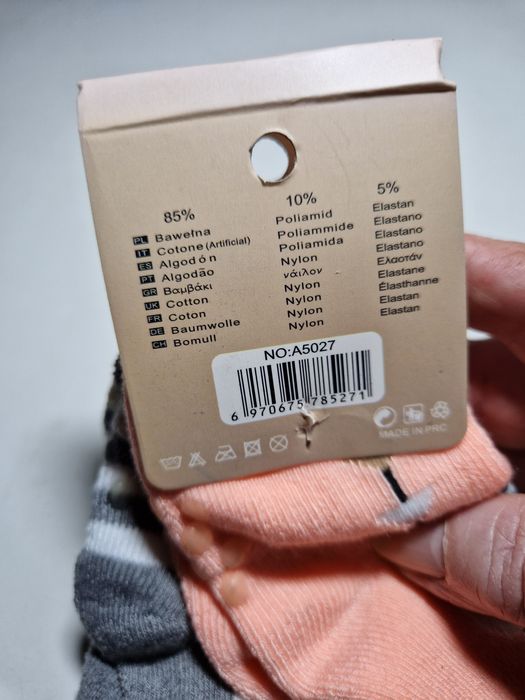 85% 10% 5%
PL Bawełna Poliamid Elastan
IT Cotone (Artificial) Poliammide Elastano
ES Algodón Poliamida Elastano
PT Algodão Nylon Elastano
GR Βαμβάκι νάιλον Ελαστάν
UK Cotton Nylon Elastane
FR Coton Nylon Élasthanne
DE Baumwolle Nylon Elastan
CH Bomull Nylon Elastan
NO:A5027
6 970675 785271
MADE IN PRC